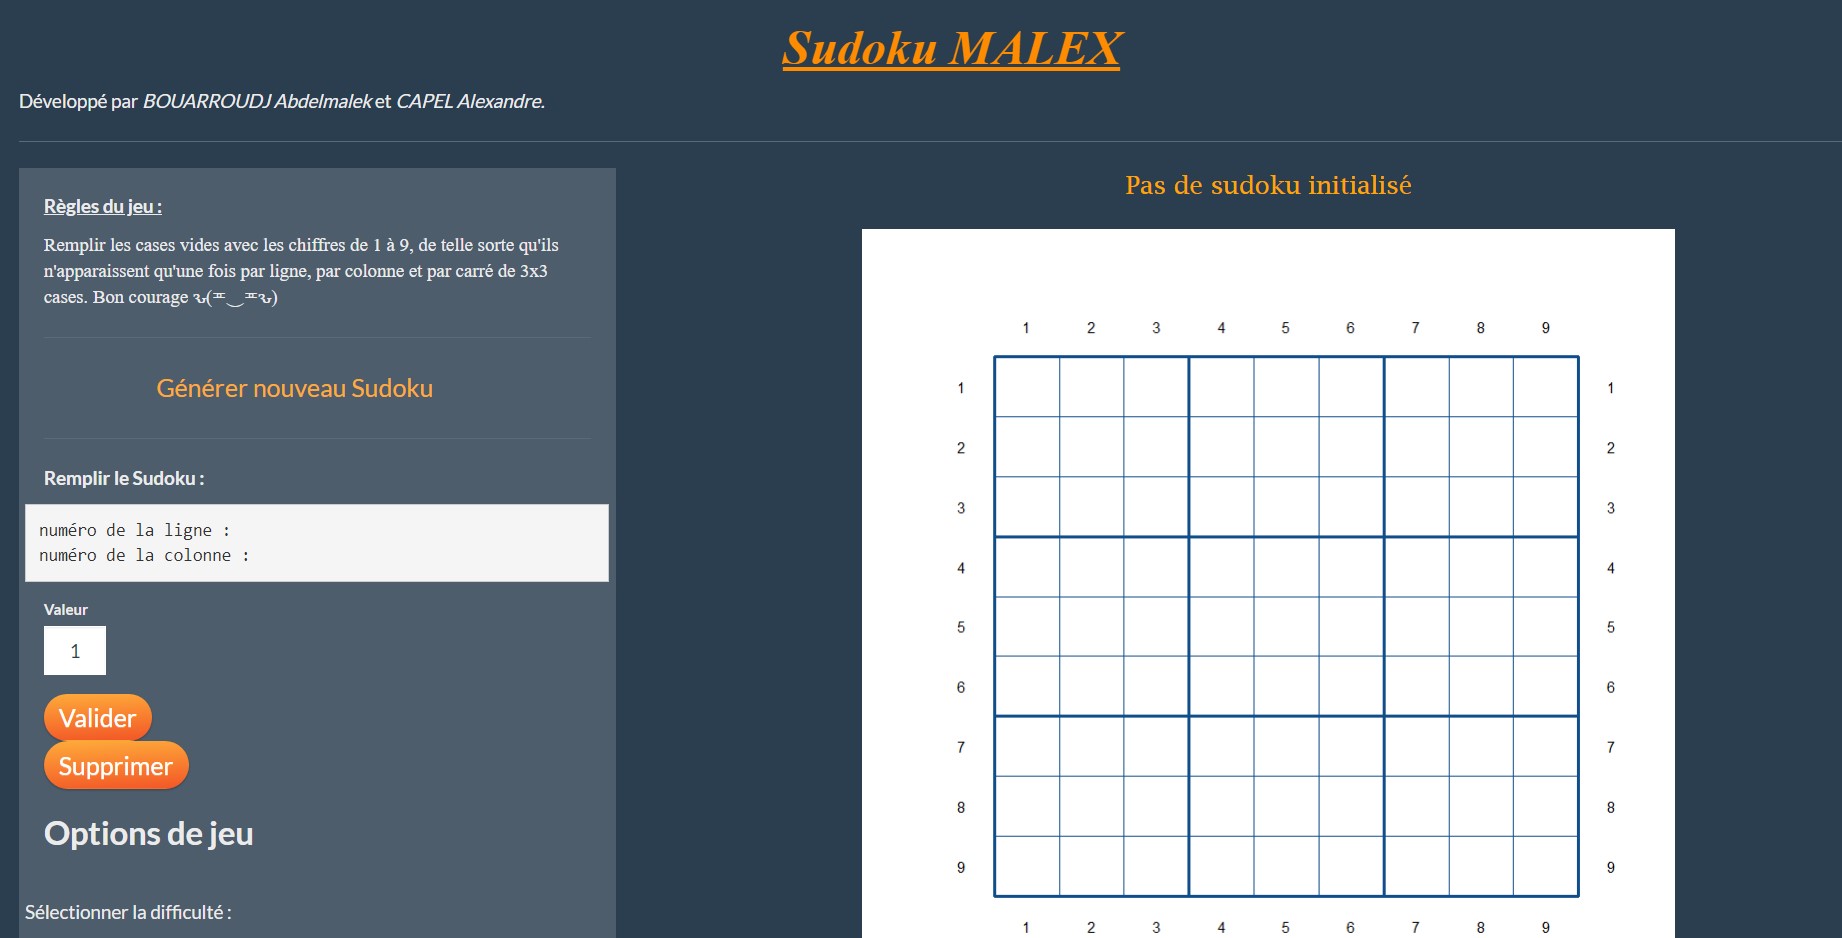 Sudoku MALEX
Développé par BOUARROUDJ Abdelmalek et CAPEL Alexandre.
Règles du jeu :
Remplir les cases vides avec les chiffres de 1 à 9, de telle sorte qu'ils
n'apparaissent qu'une fois par ligne, par colonne et par carré de 3x3
cases. Bon courage
Générer nouveau Sudoku
Remplir le Sudoku :
numéro de la ligne :
numéro de la colonne :
Valeur
1
Valider
Supprimer
Options de jeu
Sélectionner la difficulté :
Pas de sudoku initialisé
1 2 3 4 5 6 7 8 9
1 1
2 2
3 3
4 4
5 5
6 6
7 7
8 8
9 9
1 2 3 4 5 6 7 8 9